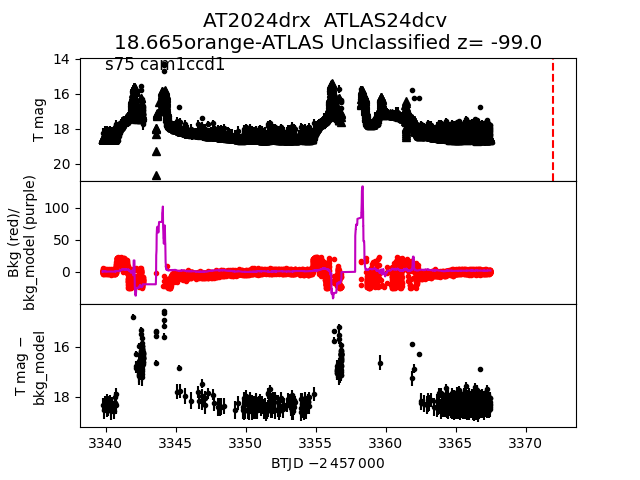 AT2024drx  ATLAS24dcv
18.665orange-ATLAS Unclassified z= -99.0
s75 cam1ccd1
T mag
14
16
18
20
Bkg (red)/
bkg_model (purple)
100
50
0
T mag −
bkg_model
16
18
3340 3345 3350 3355 3360 3365 3370
BTJD −2 457 000